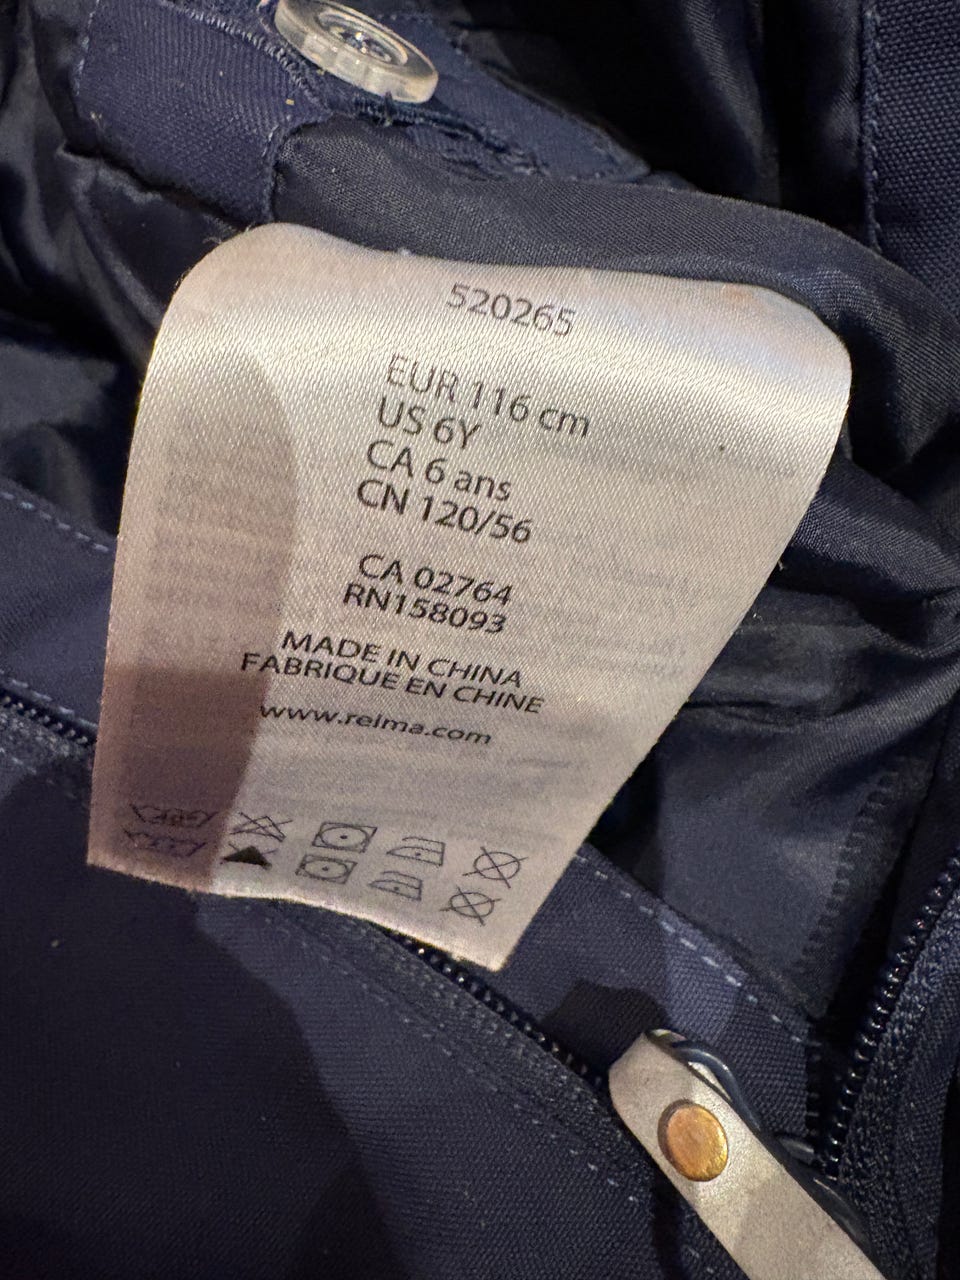 520265
EUR 116 cm
US 6Y
CA 6 ans
CN 120/56
CA 02764
RN158093
MADE IN CHINA
FABRIQUE EN CHINE
www.reima.com